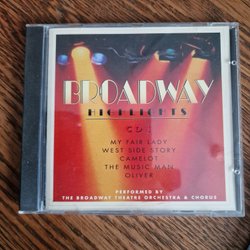 BROADWAY
HIGHLIGHTS
CD 1
MY FAIR LADY
WEST SIDE STORY
CAMELOT
THE MUSIC MAN
OLIVER
PERFORMED BY
THE BROADWAY THEATRE ORCHESTRA & CHORUS